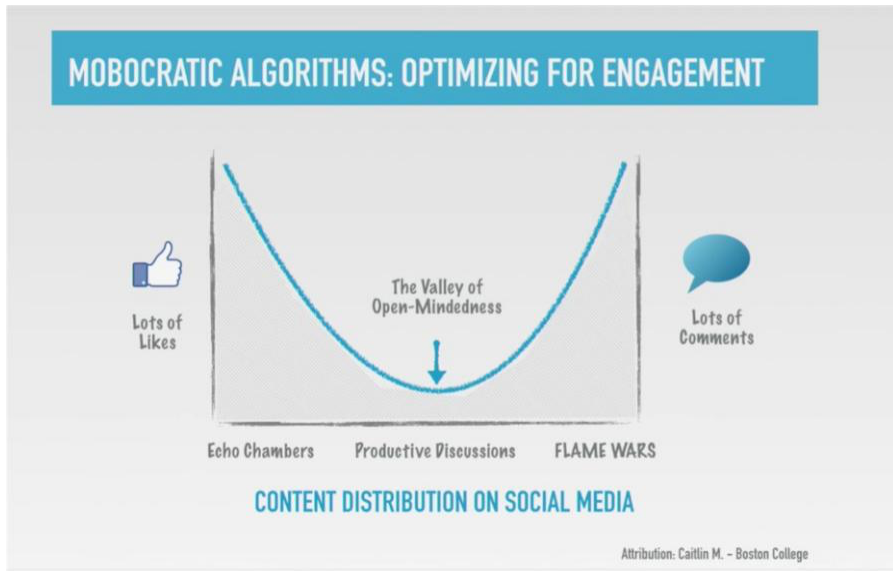 MOBOCRATIC ALGORITHMS: OPTIMIZING FOR ENGAGEMENT
The Valley of
Open-Mindedness
Lots of
Likes
Lots of
Comments
Echo Chambers
Productive Discussions
FLAME WARS
CONTENT DISTRIBUTION ON SOCIAL MEDIA
Attribution: Caitlin M. – Boston College